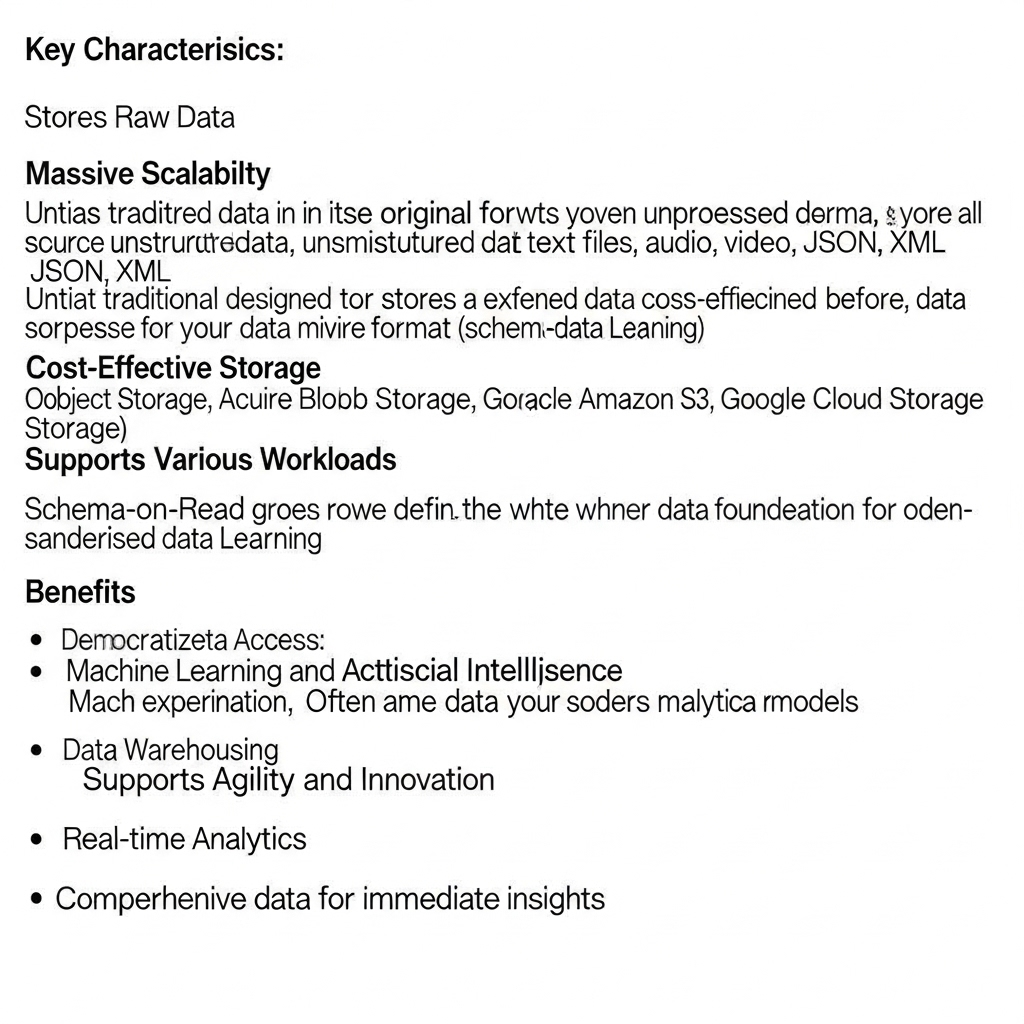 Key Characterisics:
Stores Raw Data
Massive Scalabilty
Untias traditred data in in itse original forwts yoven unproessed derma, yore all
scurce data, unsmistutured dat text files, audio, video, JSON, XML
JSON, XML
Untiat traditional designed tor stores a exfened data coss-effiecined before, data
sorpesse for your data mivire format (schem-data Leaning)
Cost-Effective Storage
Oobject Storage, Acuire Blobb Storage, Amazon S3, Google Cloud Storage
Storage)
Supports Various Workloads
Schema-on-Read groes rowe defin. the whte whner data foundeation for oden-
sanderised data Learning
Benefits
• Democratizeta Access:
• Machine Learning and Acttiscial Intellljsence
Mach experination, Often ame data your soders malytica rmodels
• Data Warehousing
Supports Agility and Innovation
• Real-time Analytics
• Comperhenive data for immediate insights